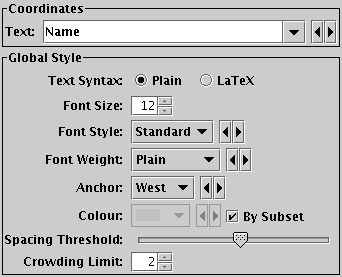 Coordinates
Text: Name
Global Style
Text Syntax: Plain LaTeX
Font Size: 12
Font Style: Standard
Font Weight: Plain
Anchor: West
Colour: By Subset
Spacing Threshold:
Crowding Limit: 2